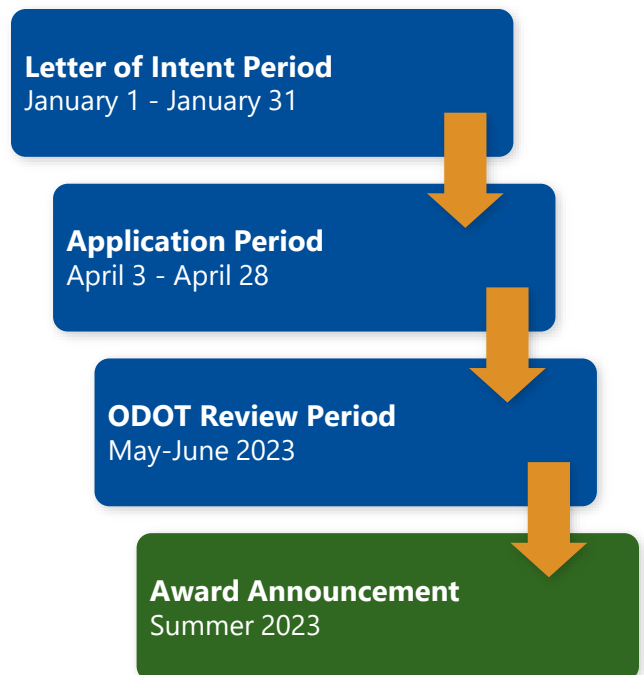 Letter of Intent Period
January 1 - January 31
Application Period
April 3 - April 28
ODOT Review Period
May-June 2023
Award Announcement
Summer 2023